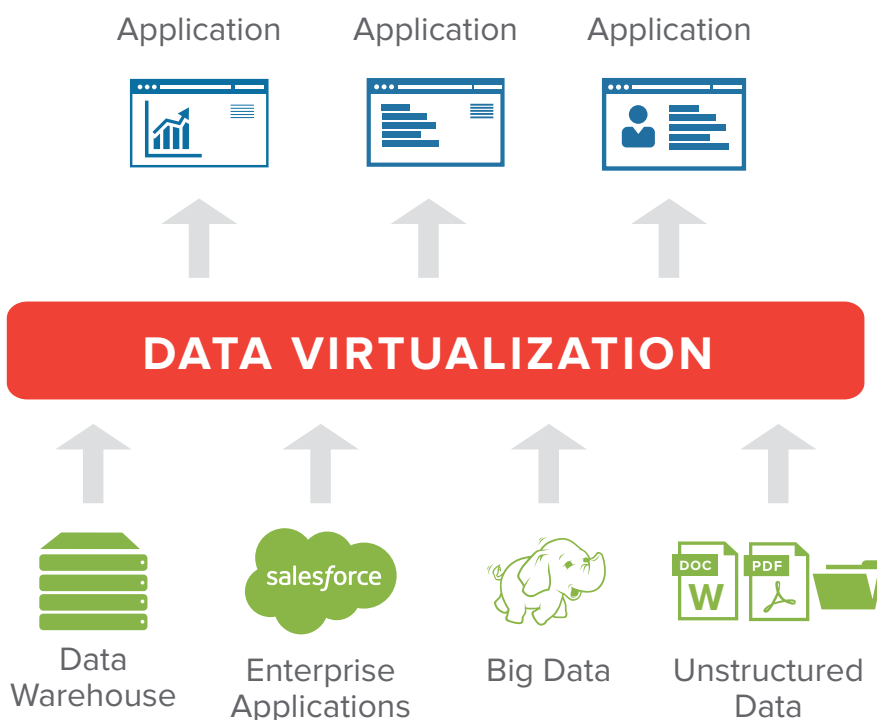 Application Application Application
DATA VIRTUALIZATION
salesforce
DOC PDF
W
Data
Warehouse
Enterprise
Applications
Big Data
Unstructured
Data